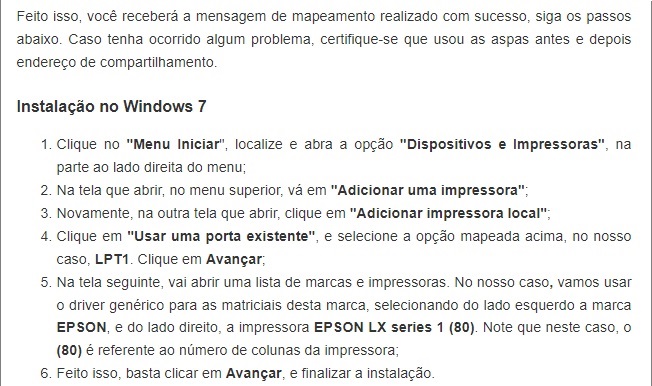 Feito isso, você receberá a mensagem de mapeamento realizado com sucesso, siga os passos
abaixo. Caso tenha ocorrido algum problema, certifique-se que usou as aspas antes e depois
endereço de compartilhamento.
Instalação no Windows 7
1. Clique no "Menu Iniciar", localize e abra a opção "Dispositivos e Impressoras", na
parte ao lado direita do menu;
2. Na tela que abrir, no menu superior, vá em "Adicionar uma impressora";
3. Novamente, na outra tela que abrir, clique em "Adicionar impressora local";
4. Clique em "Usar uma porta existente", e selecione a opção mapeada acima, no nosso
caso, LPT1. Clique em Avançar;
5. Na tela seguinte, vai abrir uma lista de marcas e impressoras. No nosso caso, vamos usar
o driver genérico para as matriciais desta marca, selecionando do lado esquerdo a marca
EPSON, e do lado direito, a impressora EPSON LX series 1 (80). Note que neste caso, o
(80) é referente ao número de colunas da impressora;
6. Feito isso, basta clicar em Avançar, e finalizar a instalação.